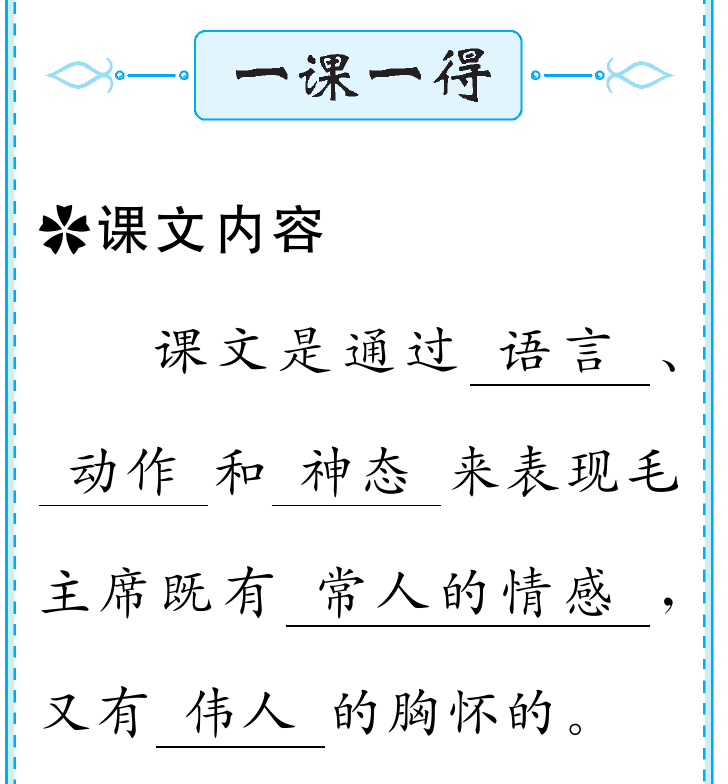 一课一得
课文内容
课文是通过 语言 、
动作 和 神态 来表现毛
主席既有 常人的情感 ，
又有 伟人 的胸怀的。